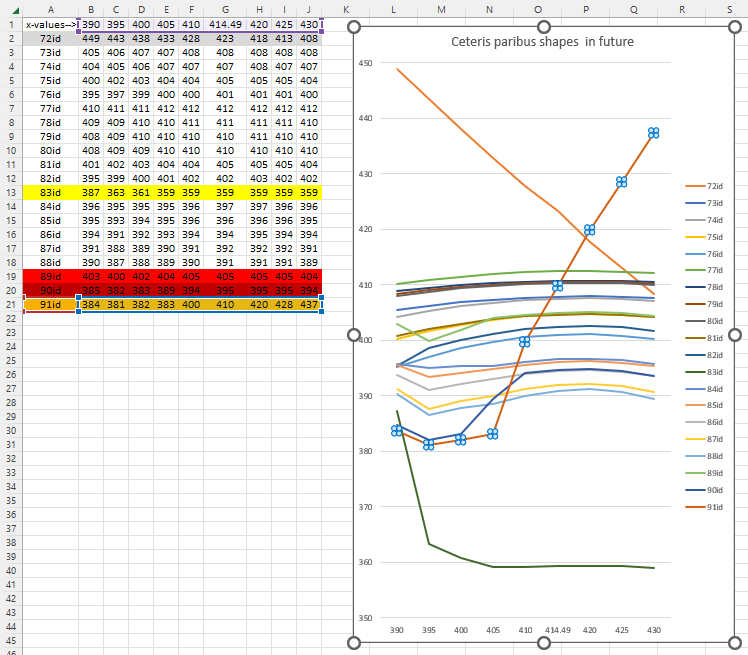 A B C D E F G H I J K L M N O P Q R S
1 x-values--> 390 395 400 405 410 414.49 420 425 430
2 72id 449 443 438 433 428 423 418 413 408
3 73id 405 406 407 407 408 408 408 408 408
4 74id 404 405 406 407 407 407 408 407 407
5 75id 400 402 403 404 404 405 405 405 404
6 76id 395 397 399 400 400 401 401 401 400
7 77id 410 411 411 412 412 412 412 412 412
8 78id 409 409 410 410 411 411 411 411 410
9 79id 408 409 410 410 410 410 411 410 410
10 80id 408 409 409 410 410 410 410 410 410
11 81id 401 402 403 404 404 405 405 405 404
12 82id 395 399 400 401 402 402 403 402 402
13 83id 387 363 361 359 359 359 359 359 359
14 84id 396 395 395 395 396 397 397 396 396
15 85id 395 393 394 395 396 396 396 396 395
16 86id 394 391 392 393 394 394 395 394 394
17 87id 391 388 389 390 391 392 392 392 391
18 88id 390 387 388 389 390 391 391 391 389
19 89id 403 400 402 404 405 405 405 405 404
20 90id 385 382 383 389 394 395 395 395 394
21 91id 384 381 382 383 400 410 420 428 437
22
23
24
25
26
27
28
29
30
31
32
33
34
35
36
37
38
39
40
41
42
43
44
45
46
Ceteris paribus shapes in future
450
440
430
420
410
400
390
380
370
360
350
390 395 400 405 410 414.49 420 425 430
72id
73id
74id
75id
76id
77id
78id
79id
80id
81id
82id
83id
84id
85id
86id
87id
88id
89id
90id
91id